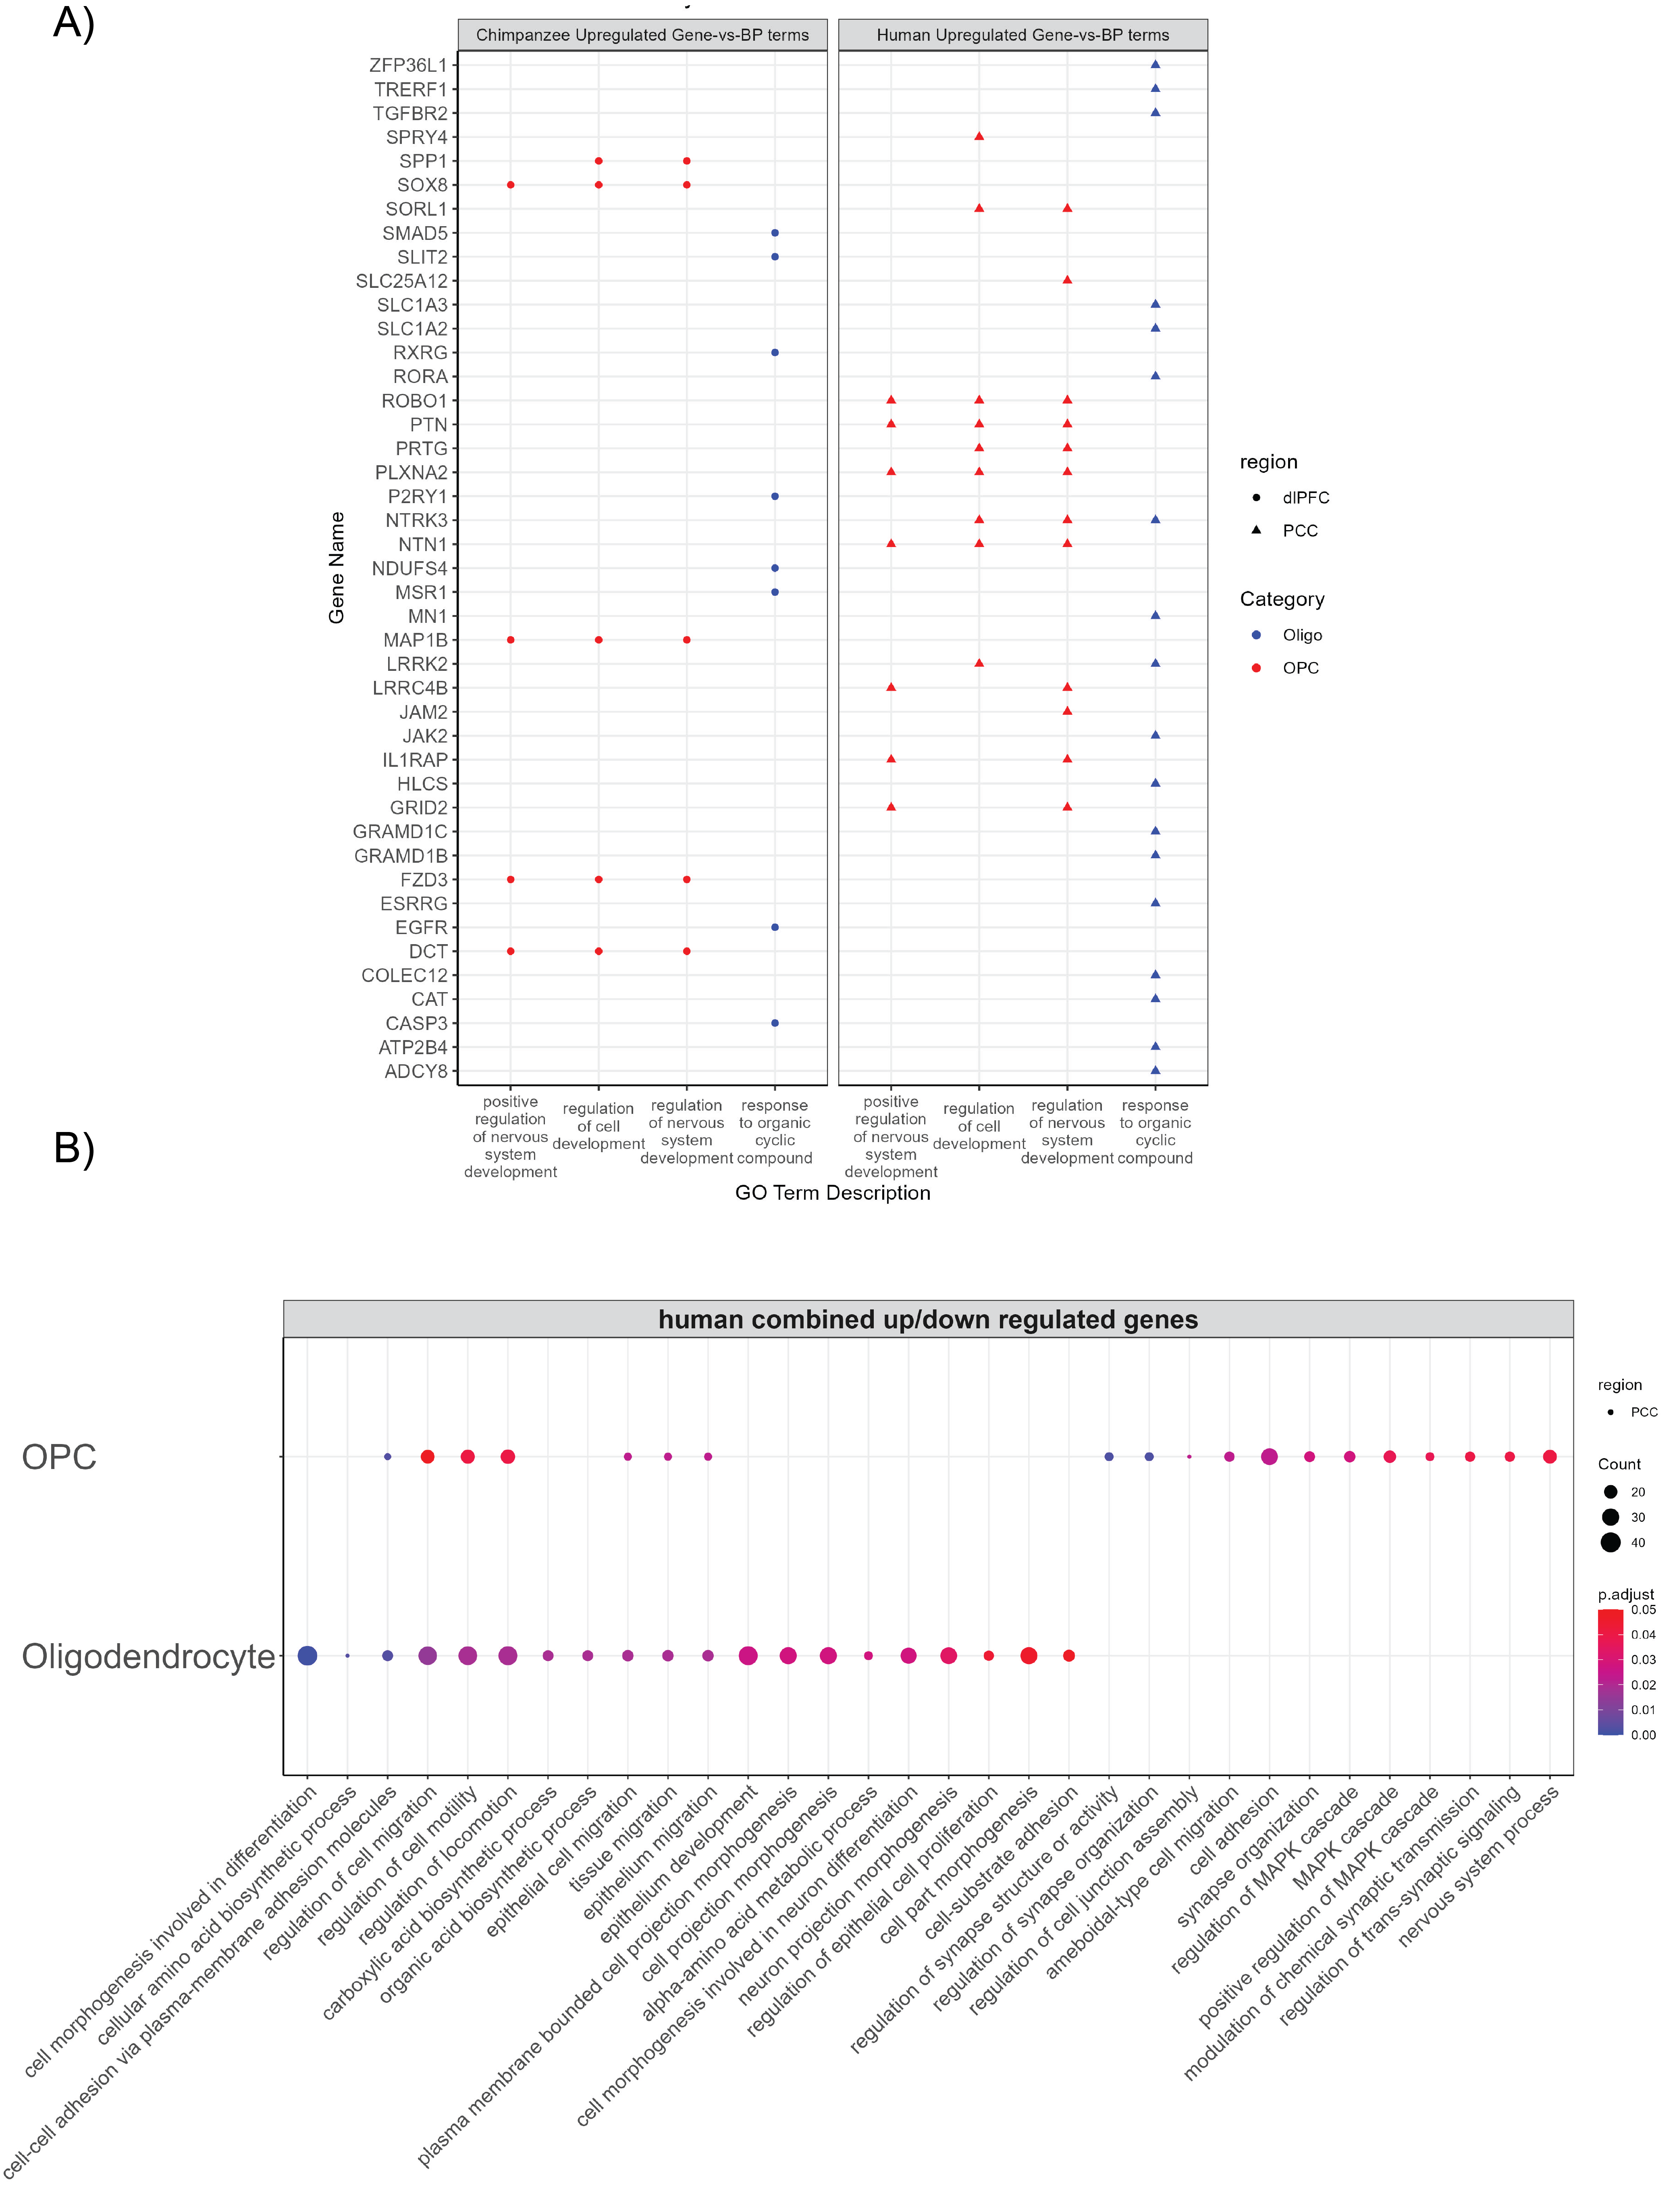 A)
Chimpanzee Upregulated Gene-vs-BP terms
Human Upregulated Gene-vs-BP terms
Gene Name
ZFP36L1
TRERF1
TGFBR2
SPRY4
SPP1
SOX8
SORL1
SMAD5
SLIT2
SLC25A12
SLC1A3
SLC1A2
RXRG
RORA
ROBO1
PTN
PRTG
PLXNA2
P2RY1
NTRK3
NTN1
NDUFS4
MSR1
MN1
MAP1B
LRRK2
LRRC4B
JAM2
JAK2
IL1RAP
HLCS
GRID2
GRAMD1C
GRAMD1B
FZD3
ESRRG
EGFR
DCT
COLEC12
CAT
CASP3
ATP2B4
ADCY8
positive
regulation
of nervous
system
development
regulation
of cell
development
regulation
of nervous
system
development
response
to organic
cyclic
compound
positive
regulation
of nervous
system
development
regulation
of cell
development
regulation
of nervous
system
development
response
to organic
cyclic
compound
GO Term Description
region
dlPFC
PCC
Category
Oligo
OPC
B)
human combined up/down regulated genes
OPC
Oligodendrocyte
cell morphogenesis involved in differentiation
cellular amino acid biosynthetic process
cell-cell adhesion via plasma-membrane adhesion molecules
regulation of cell migration
regulation of cell motility
regulation of locomotion
carboxylic acid biosynthetic process
organic acid biosynthetic process
epithelial cell migration
tissue migration
epithelium migration
epithelium development
plasma membrane bounded cell projection morphogenesis
cell projection morphogenesis
alpha-amino acid metabolic process
cell morphogenesis involved in neuron differentiation
neuron projection morphogenesis
regulation of epithelial cell proliferation
cell part morphogenesis
cell-substrate adhesion
regulation of synapse structure or activity
regulation of synapse organization
regulation of cell junction assembly
ameboidal-type cell migration
cell adhesion
synapse organization
regulation of MAPK cascade
MAPK cascade
positive regulation of MAPK cascade
modulation of chemical synaptic transmission
regulation of trans-synaptic signaling
nervous system process
region
PCC
Count
20
30
40
p.adjust
0.05
0.04
0.03
0.02
0.01
0.00